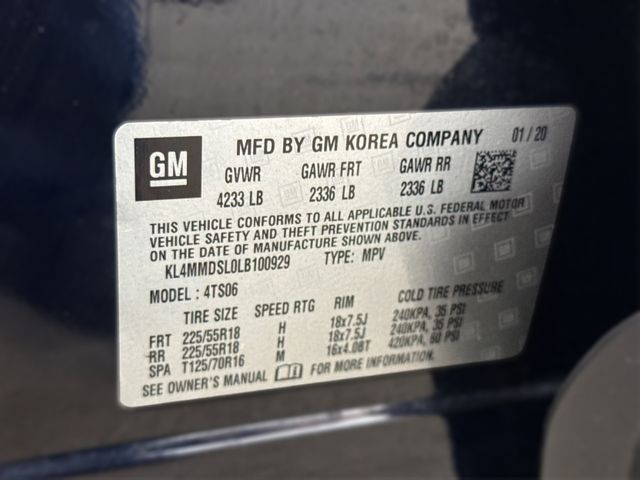 GM
MFD BY GM KOREA COMPANY 01/20
GVWR GAWR FRT GAWR RR
4233 LB 2336 LB 2336 LB
THIS VEHICLE CONFORMS TO ALL APPLICABLE U.S. FEDERAL MOTOR
VEHICLE SAFETY AND THEFT PREVENTION STANDARDS IN EFFECT
ON THE DATE OF MANUFACTURE SHOWN ABOVE.
KL4MMDSL0LB100929 TYPE: MPV
MODEL: 4TS06
TIRE SIZE SPEED RTG RIM COLD TIRE PRESSURE
FRT 225/55R18 H 18x7.5J 240KPA, 35 PSI
RR 225/55R18 H 18x7.5J 240KPA, 35 PSI
SPA T125/70R16 M 16x4.0BT 420KPA, 60 PSI
SEE OWNER'S MANUAL FOR MORE INFORMATION.